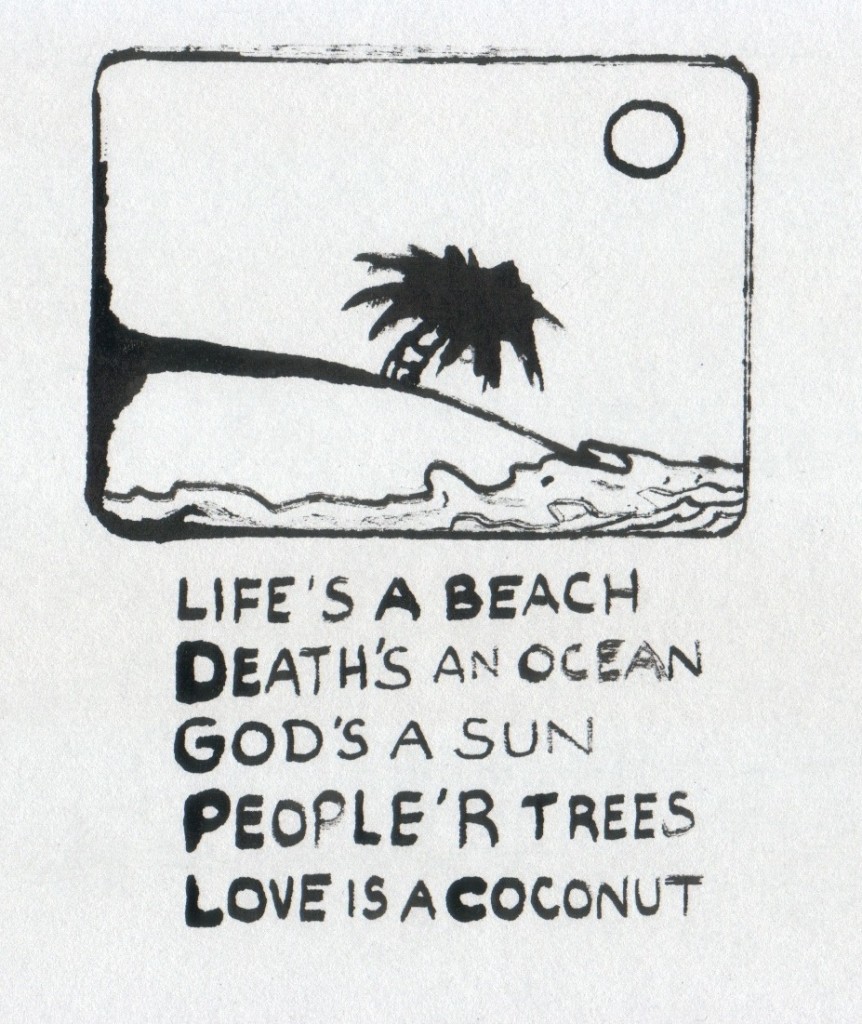 LIFE'S A BEACH
DEATH'S AN OCEAN
GOD'S A SUN
PEOPLE'R TREES
LOVE IS A COCONUT